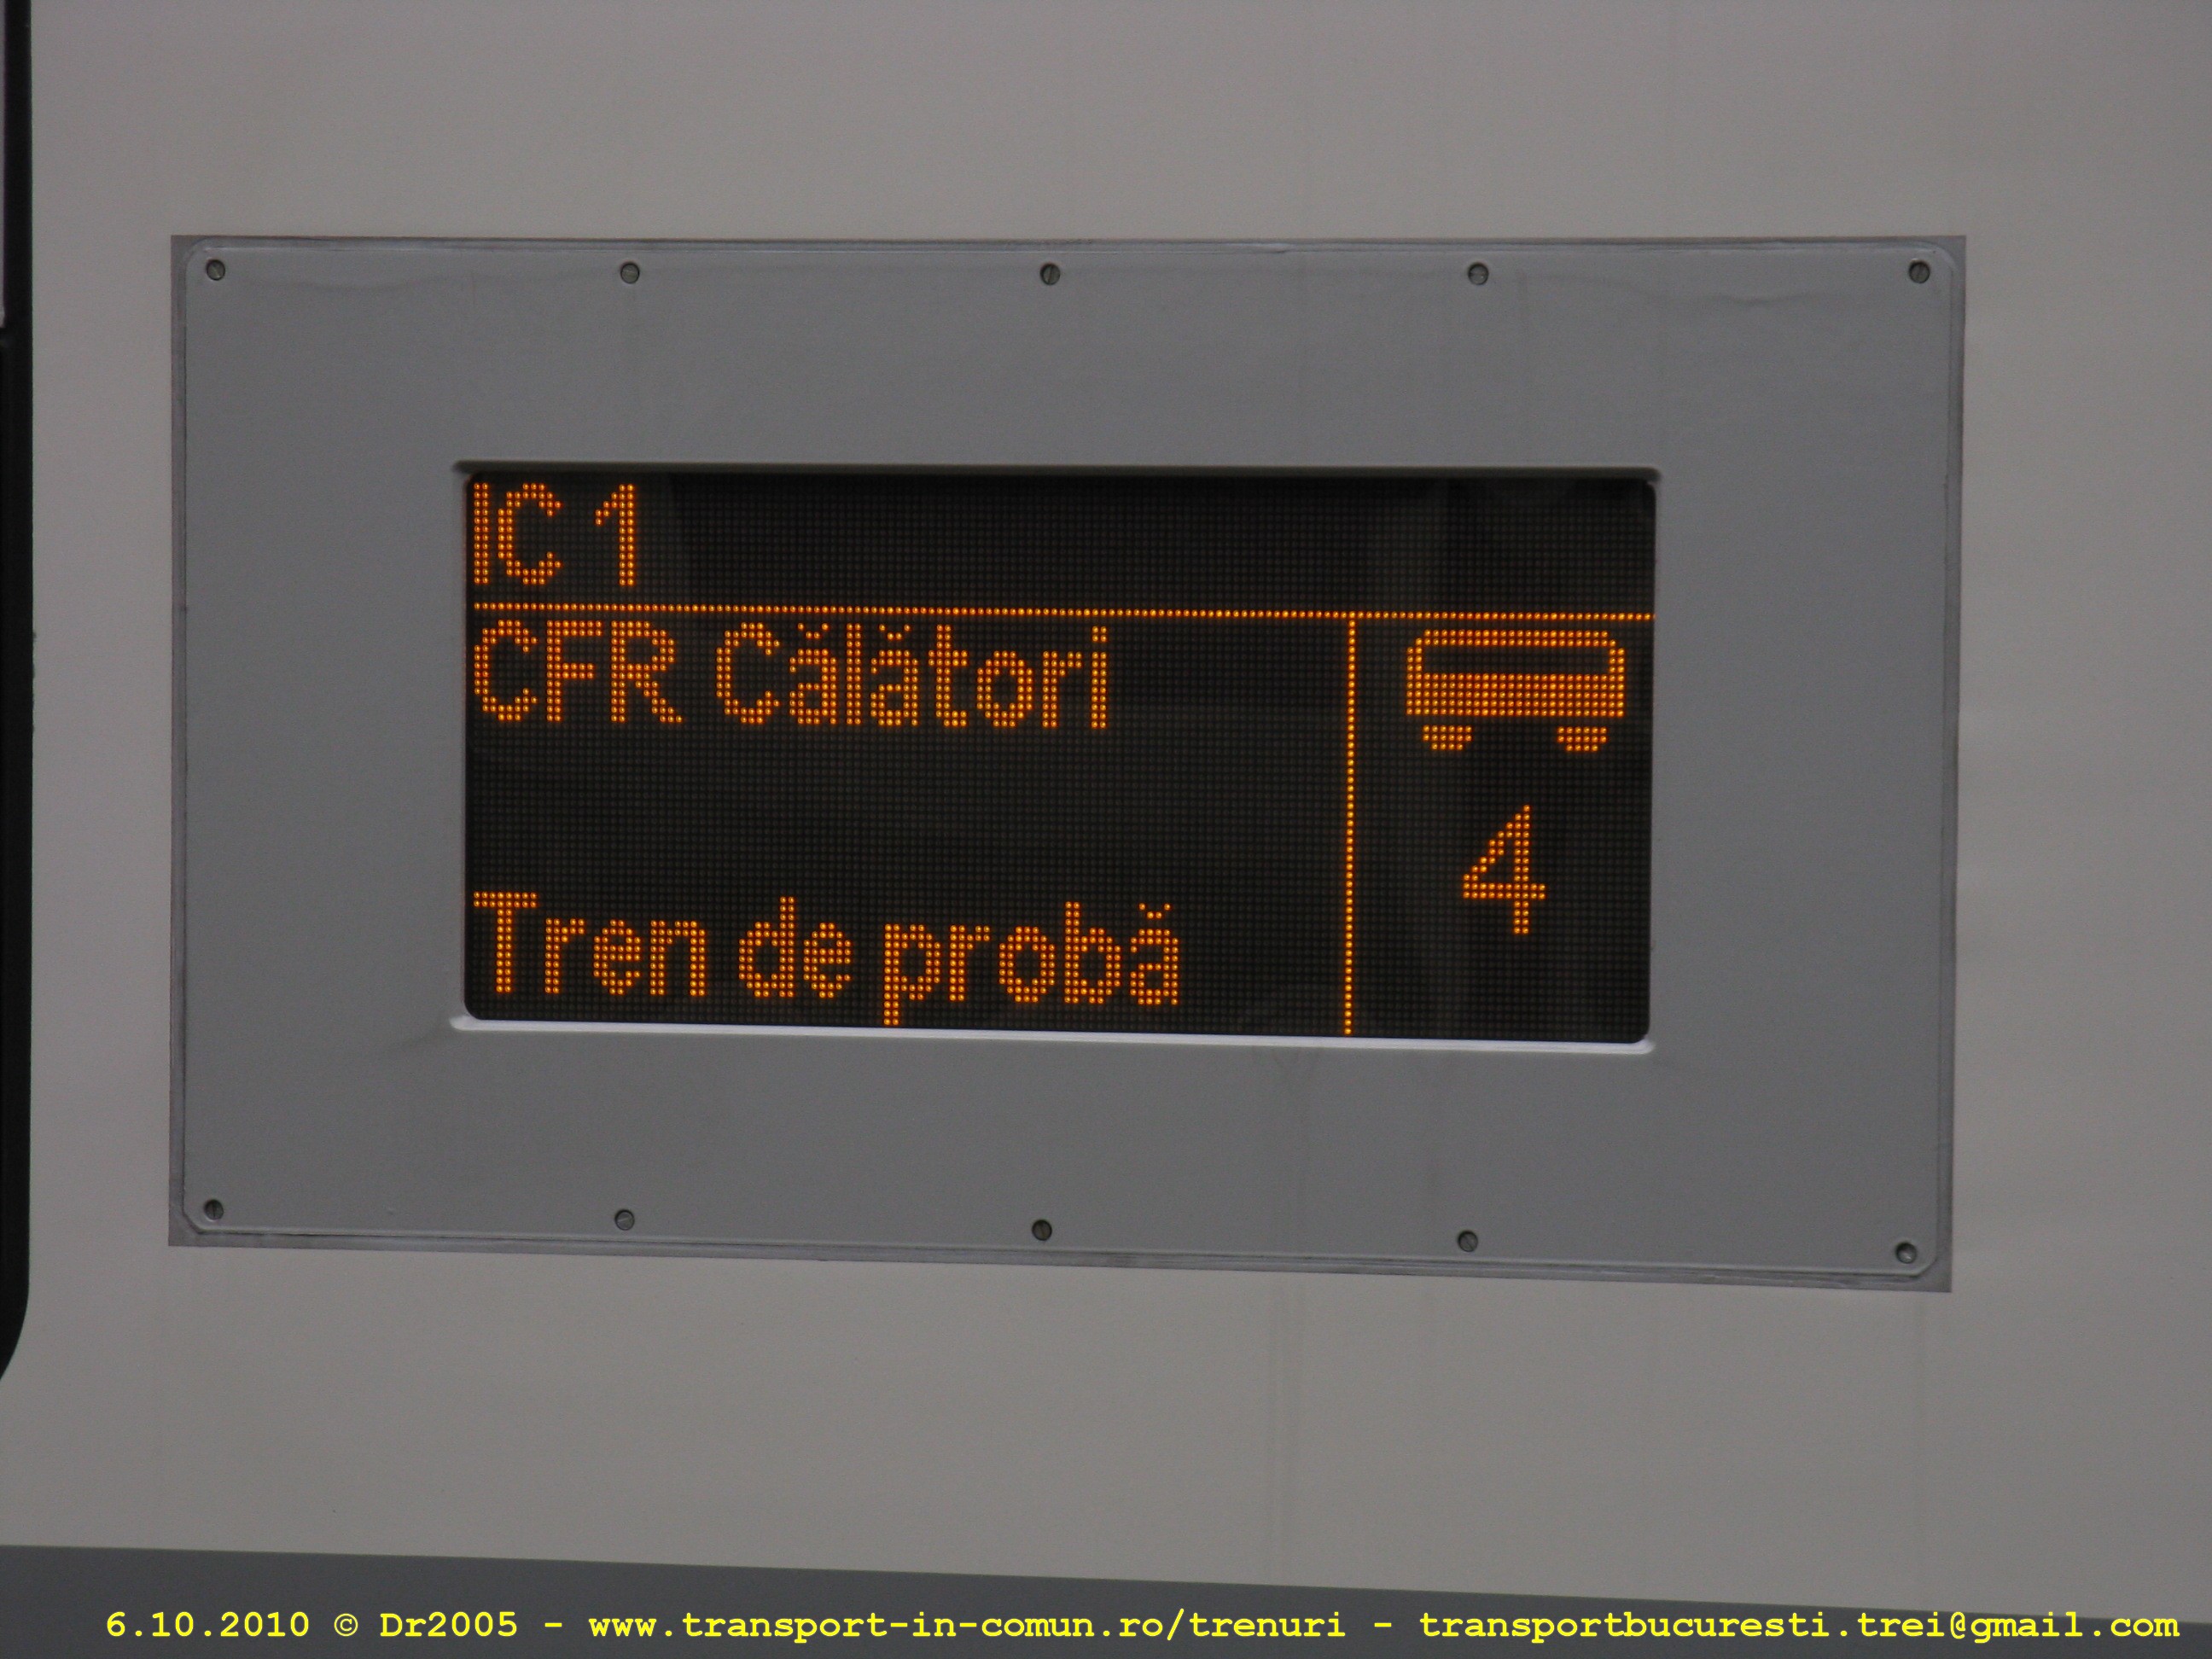 IC 1
CFR Călători
4
Tren de probă
6.10.2010 © Dr2005 - www.transport-in-comun.ro/trenuri - transportbucuresti.trei@gmail.com